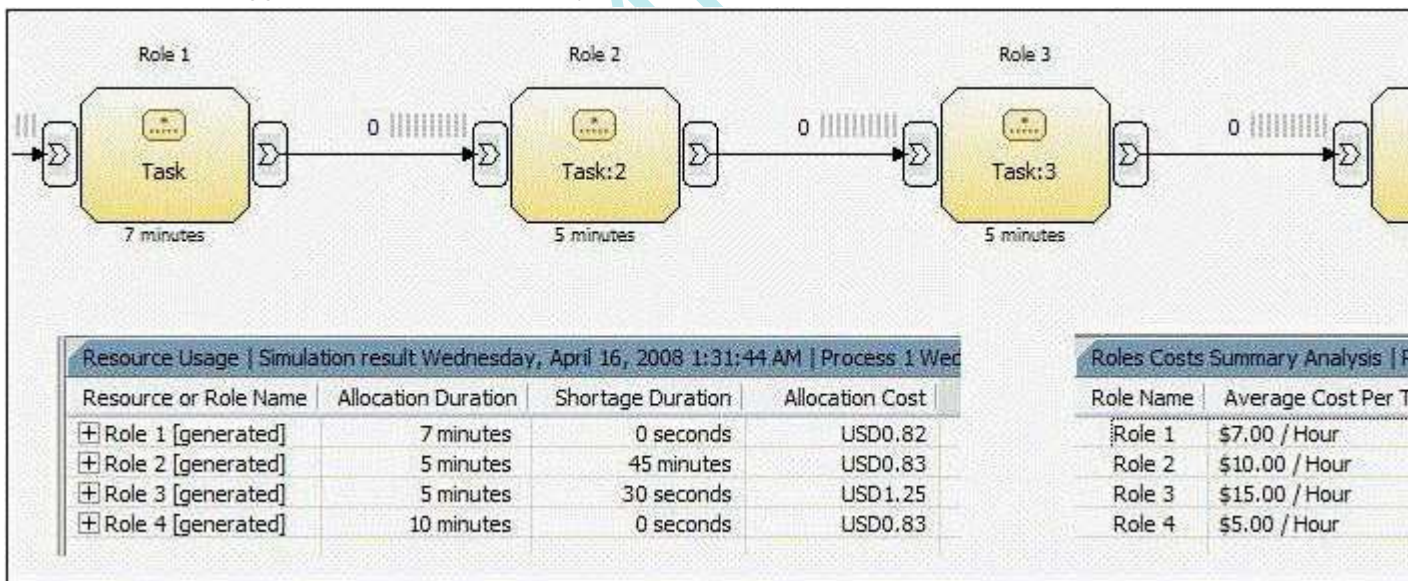 Role 1 Role 2 Role 3
0 0 0
Task Task:2 Task:3
7 minutes 5 minutes 5 minutes
Resource Usage | Simulation result Wednesday, April 16, 2008 1:31:44 AM | Process 1 Wed
Resource or Role Name Allocation Duration Shortage Duration Allocation Cost
Role 1 [generated] 7 minutes 0 seconds USD0.82
Role 2 [generated] 5 minutes 45 minutes USD0.83
Role 3 [generated] 5 minutes 30 seconds USD1.25
Role 4 [generated] 10 minutes 0 seconds USD0.83
Roles Costs Summary Analysis |
Role Name Average Cost Per T
Role 1 $7.00 / Hour
Role 2 $10.00 / Hour
Role 3 $15.00 / Hour
Role 4 $5.00 / Hour